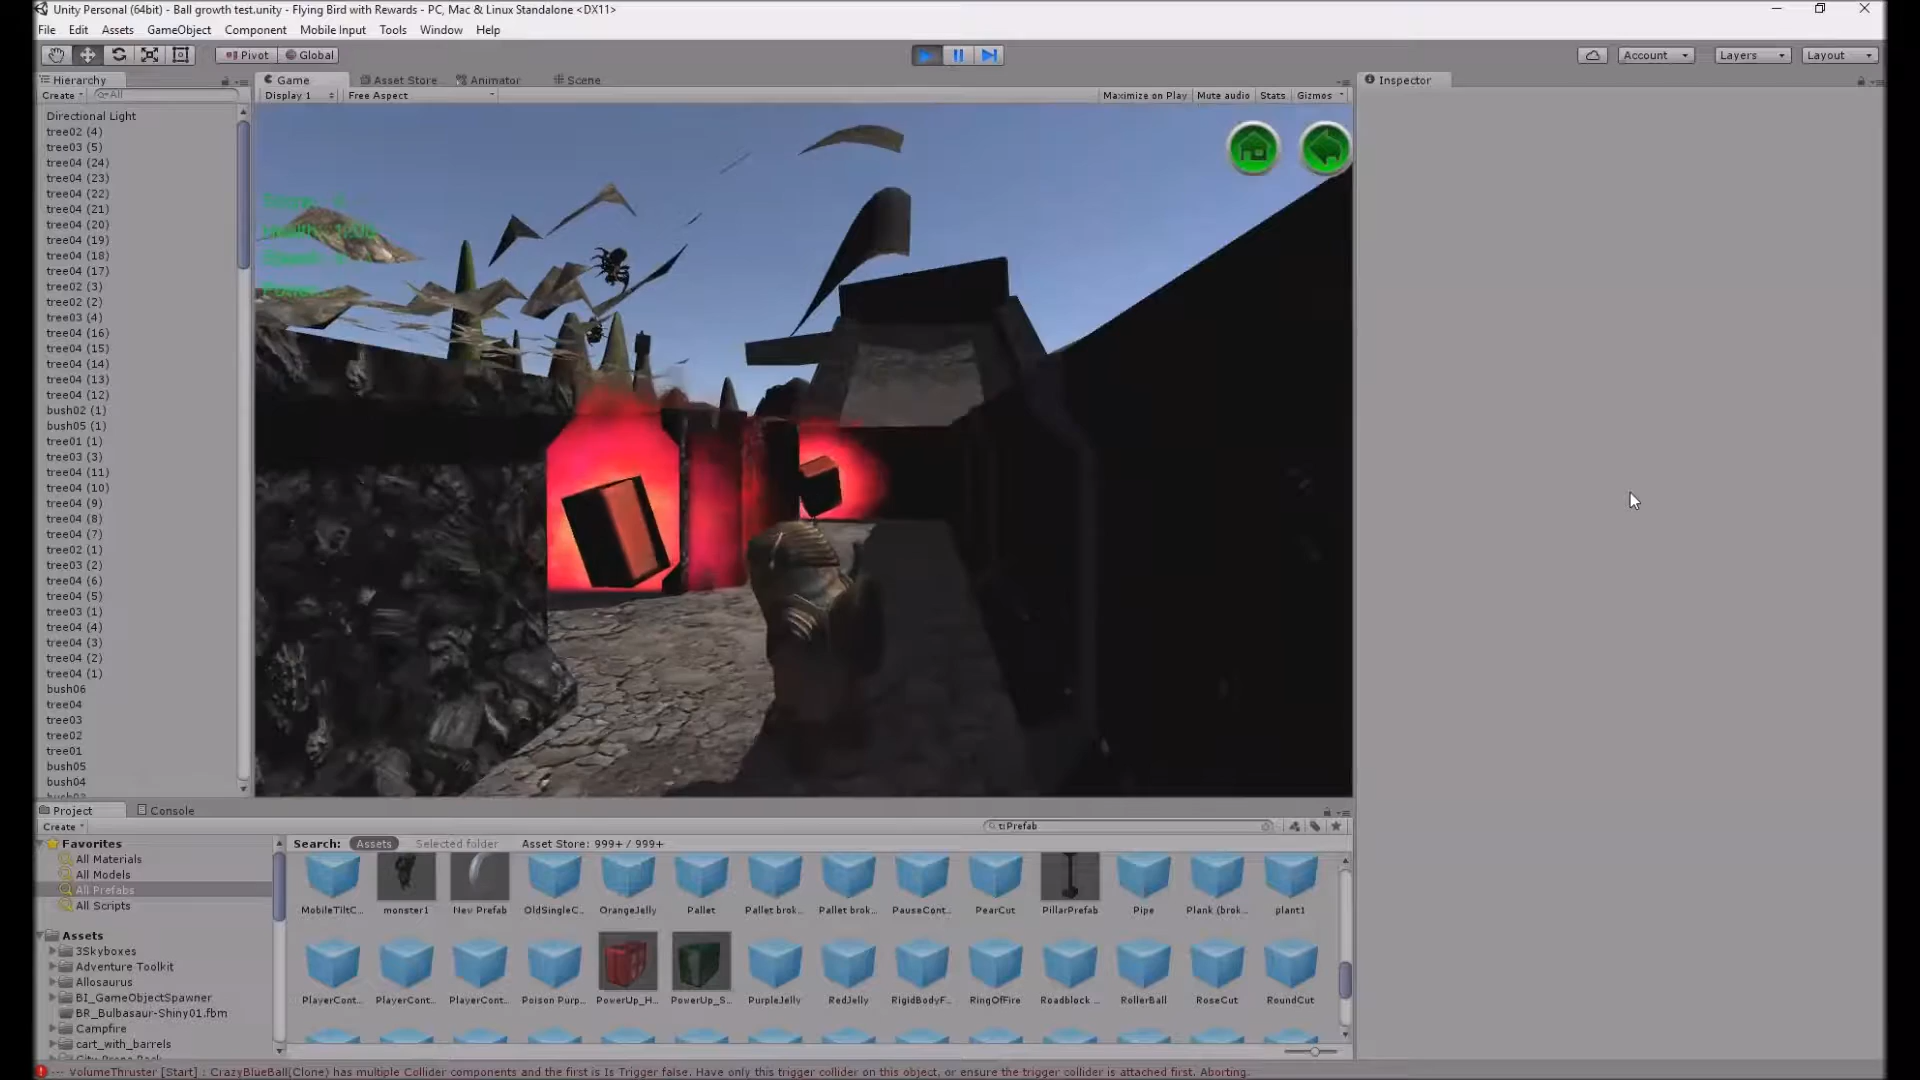 Unity Personal (64bit) - Ball growth test.unity - Flying Bird with Rewards - PC, Mac & Linux Standalone <DX11>
File Edit Assets GameObject Component Mobile Input Tools Window Help
Pivot Global Account Layers Layout
Hierarchy Game Asset Store Animator Scene Inspector
Create All Display 1 Free Aspect Maximize on Play Mute audio Stats Gizmos
Directional Light
tree02 (4)
tree03 (5)
tree04 (24)
tree04 (23)
tree04 (22)
tree04 (21)
tree04 (20)
tree04 (19)
tree04 (18)
tree04 (17)
tree02 (3)
tree02 (2)
tree03 (4)
tree04 (16)
tree04 (15)
tree04 (14)
tree04 (13)
tree04 (12)
bush02 (1)
bush05 (1)
tree01 (1)
tree03 (3)
tree04 (11)
tree04 (10)
tree04 (9)
tree04 (8)
tree04 (7)
tree02 (1)
tree03 (2)
tree04 (6)
tree04 (5)
tree03 (1)
tree04 (4)
tree04 (3)
tree04 (2)
tree04 (1)
bush06
tree04
tree03
tree02
tree01
bush05
bush04
Project Console
Create t:Prefab
Favorites
All Materials
All Models
All Prefabs
All Scripts
Assets
3Skyboxes
Adventure Toolkit
Allosaurus
BI_GameObjectSpawner
BR_Bulbasaur-Shiny01.fbm
Campfire
cart_with_barrels
Search: Assets Selected folder Asset Store: 999+ / 999+
MobileTiltC... monster1 New Prefab OldSingleC... OrangeJelly Pallet Pallet brok... Pallet brok... PauseCont... PearCut PillarPrefab Pipe Plank (brok... plant1
PlayerCont... PlayerCont... PlayerCont... Poison Purp... PowerUp_H... PowerUp_S... PurpleJelly RedJelly RigidBodyF... RingOfFire Roadblock ... RollerBall RoseCut RoundCut
--- VolumeThruster [Start] : CrazyBlueBall(Clone) has multiple Collider components and the first is Is Trigger false. Have only this trigger collider on this object, or ensure the trigger collider is attached first. Aborting.